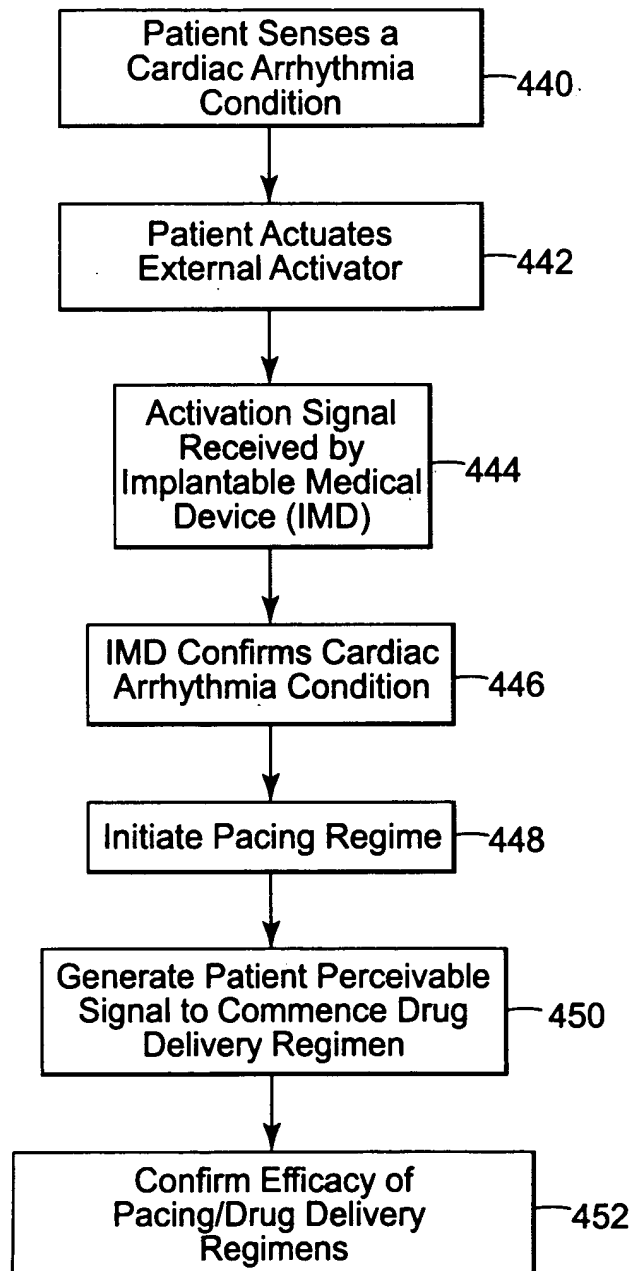 Patient Senses a
Cardiac Arrhythmia
Condition
440
Patient Actuates
External Activator
442
Activation Signal
Received by
Implantable Medical
Device (IMD)
444
IMD Confirms Cardiac
Arrhythmia Condition
446
Initiate Pacing Regime
448
Generate Patient Perceivable
Signal to Commence Drug
Delivery Regimen
450
Confirm Efficacy of
Pacing/Drug Delivery
Regimens
452